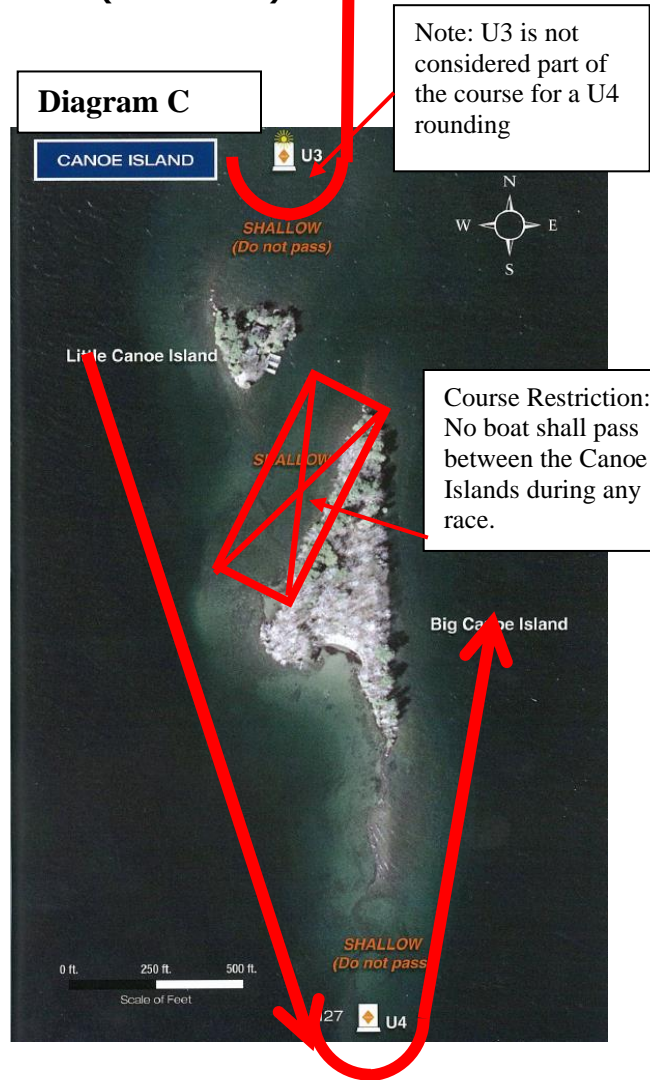 Note: U3 is not
considered part of
the course for a U4
rounding
Diagram C
CANOE ISLAND
U3
N
W E
S
SHALLOW
(Do not pass)
Little Canoe Island
Course Restriction:
No boat shall pass
between the Canoe
Islands during any
race.
SHALLOW
Big Canoe Island
SHALLOW
(Do not pass
0 ft. 250 ft. 500 ft.
Scale of Feet
127 U4